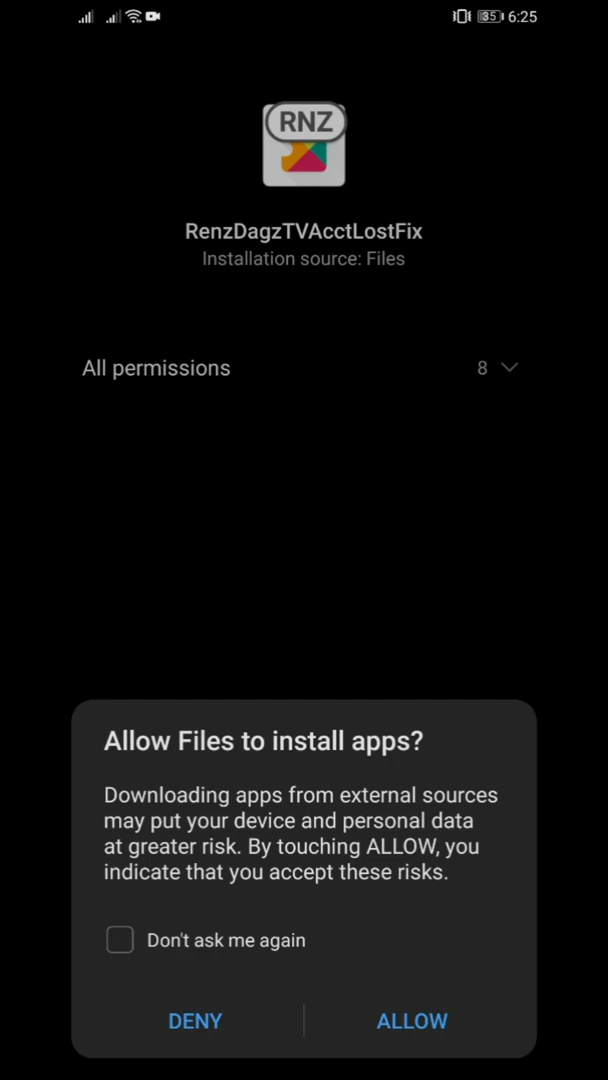 35 6:25
RNZ
RenzDagzTVAcctLostFix
Installation source: Files
All permissions 8
Allow Files to install apps?
Downloading apps from external sources
may put your device and personal data
at greater risk. By touching ALLOW, you
indicate that you accept these risks.
Don't ask me again
DENY ALLOW